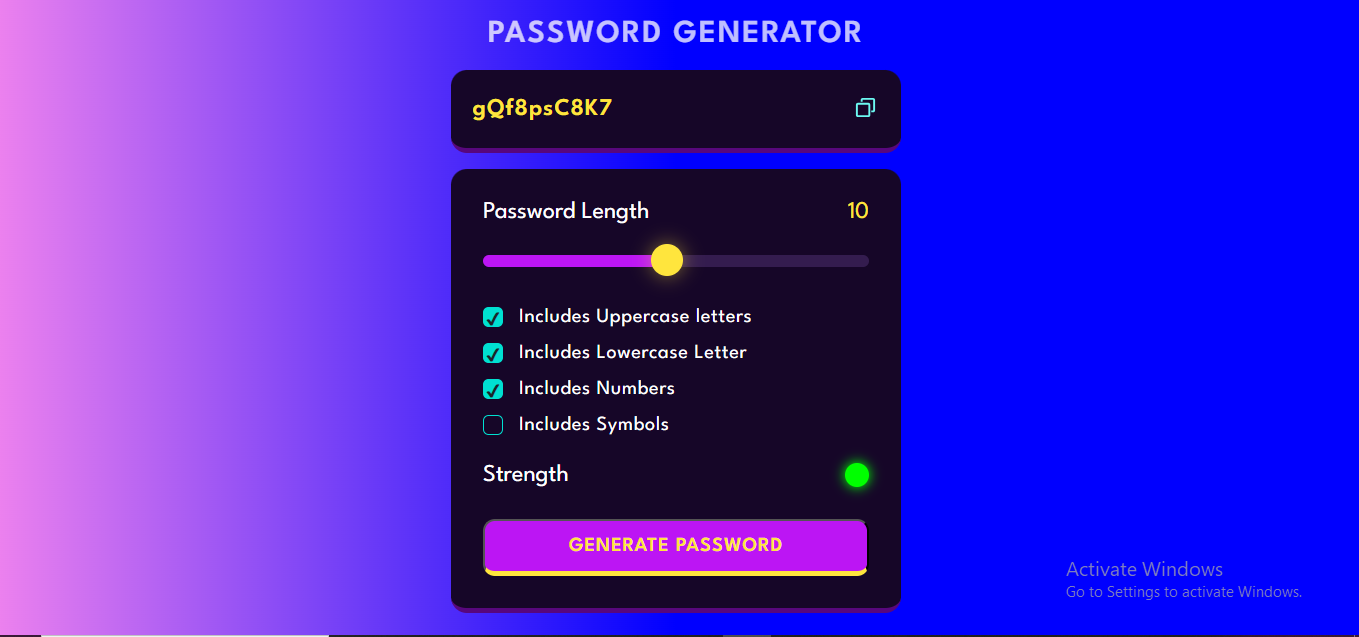 PASSWORD GENERATOR
gQf8psC8K7
Password Length 10
Includes Uppercase letters
Includes Lowercase Letter
Includes Numbers
Includes Symbols
Strength
GENERATE PASSWORD
Activate Windows
Go to Settings to activate Windows.